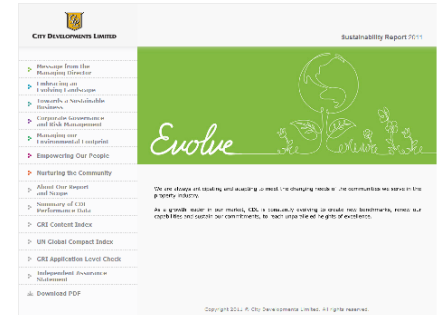 CITY DEVELOPMENTS LIMITED
Sustainability Report 2011
Message from the
Managing Director
Embracing an
Evolving Landscape
Towards a Sustainable
Business
Corporate Governance
and Risk Management
Managing our
Environmental Footprint
Empowering Our People
Nurturing the Community
About Our Report
and Scope
Summary of CDL
Performance Data
GRI Content Index
UN Global Compact Index
GRI Application Level Check
Independent Assurance
Statement
Download PDF
Evolve
We are always anticipating and adapting to meet the changing needs of the communities we serve in the
property industry.
As a growth leader in our market, CDL is constantly evolving to create new benchmarks, renew our
capabilities and sustain our commitments, to reach unparalleled heights of excellence.
Copyright 2011 © City Developments Limited. All rights reserved.